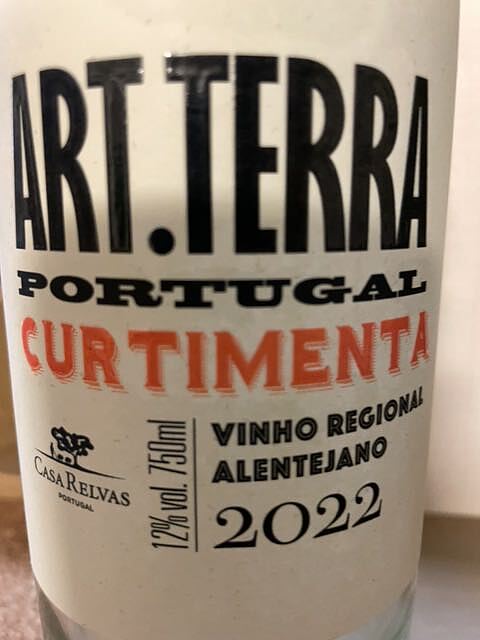 ART.TERRA
PORTUGAL
CURTIMENTA
CASA RELVAS
PORTUGAL
12% vol. 750ml
VINHO REGIONAL
ALENTEJANO
2022